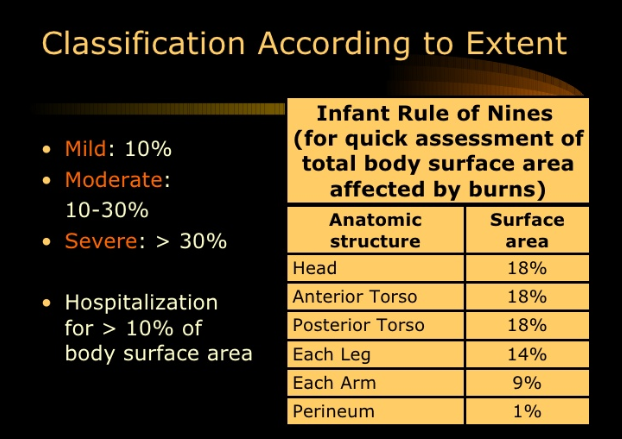 Classification According to Extent
• Mild: 10%
• Moderate:
10-30%
• Severe: > 30%
• Hospitalization
for > 10% of
body surface area
Infant Rule of Nines
(for quick assessment of
total body surface area
affected by burns)
Anatomic structure Surface area
Head 18%
Anterior Torso 18%
Posterior Torso 18%
Each Leg 14%
Each Arm 9%
Perineum 1%